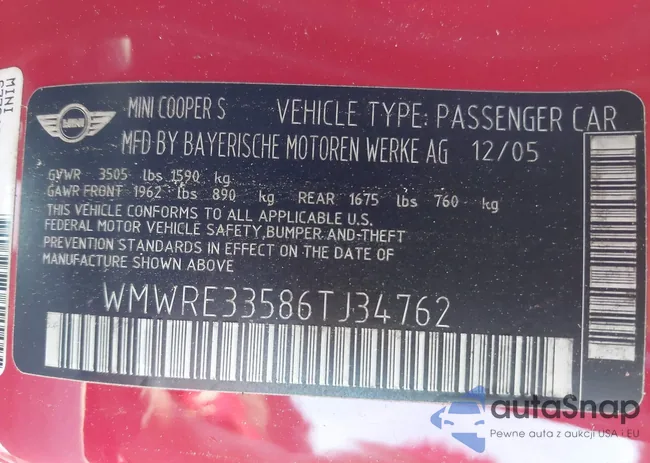 MINI COOPER S VEHICLE TYPE: PASSENGER CAR
MINI
MFD BY BAYERISCHE MOTOREN WERKE AG 12/05
GVWR 3505 lbs 1590 kg
GAWR FRONT 1962 lbs 890 kg REAR 1675 lbs 760 kg
THIS VEHICLE CONFORMS TO ALL APPLICABLE U.S.
FEDERAL MOTOR VEHICLE SAFETY,BUMPER AND THEFT
PREVENTION STANDARDS IN EFFECT ON THE DATE OF
MANUFACTURE SHOWN ABOVE
WMWRE33586TJ34762
MINI
autaSnap
Pewne auta z aukcji USA i EU